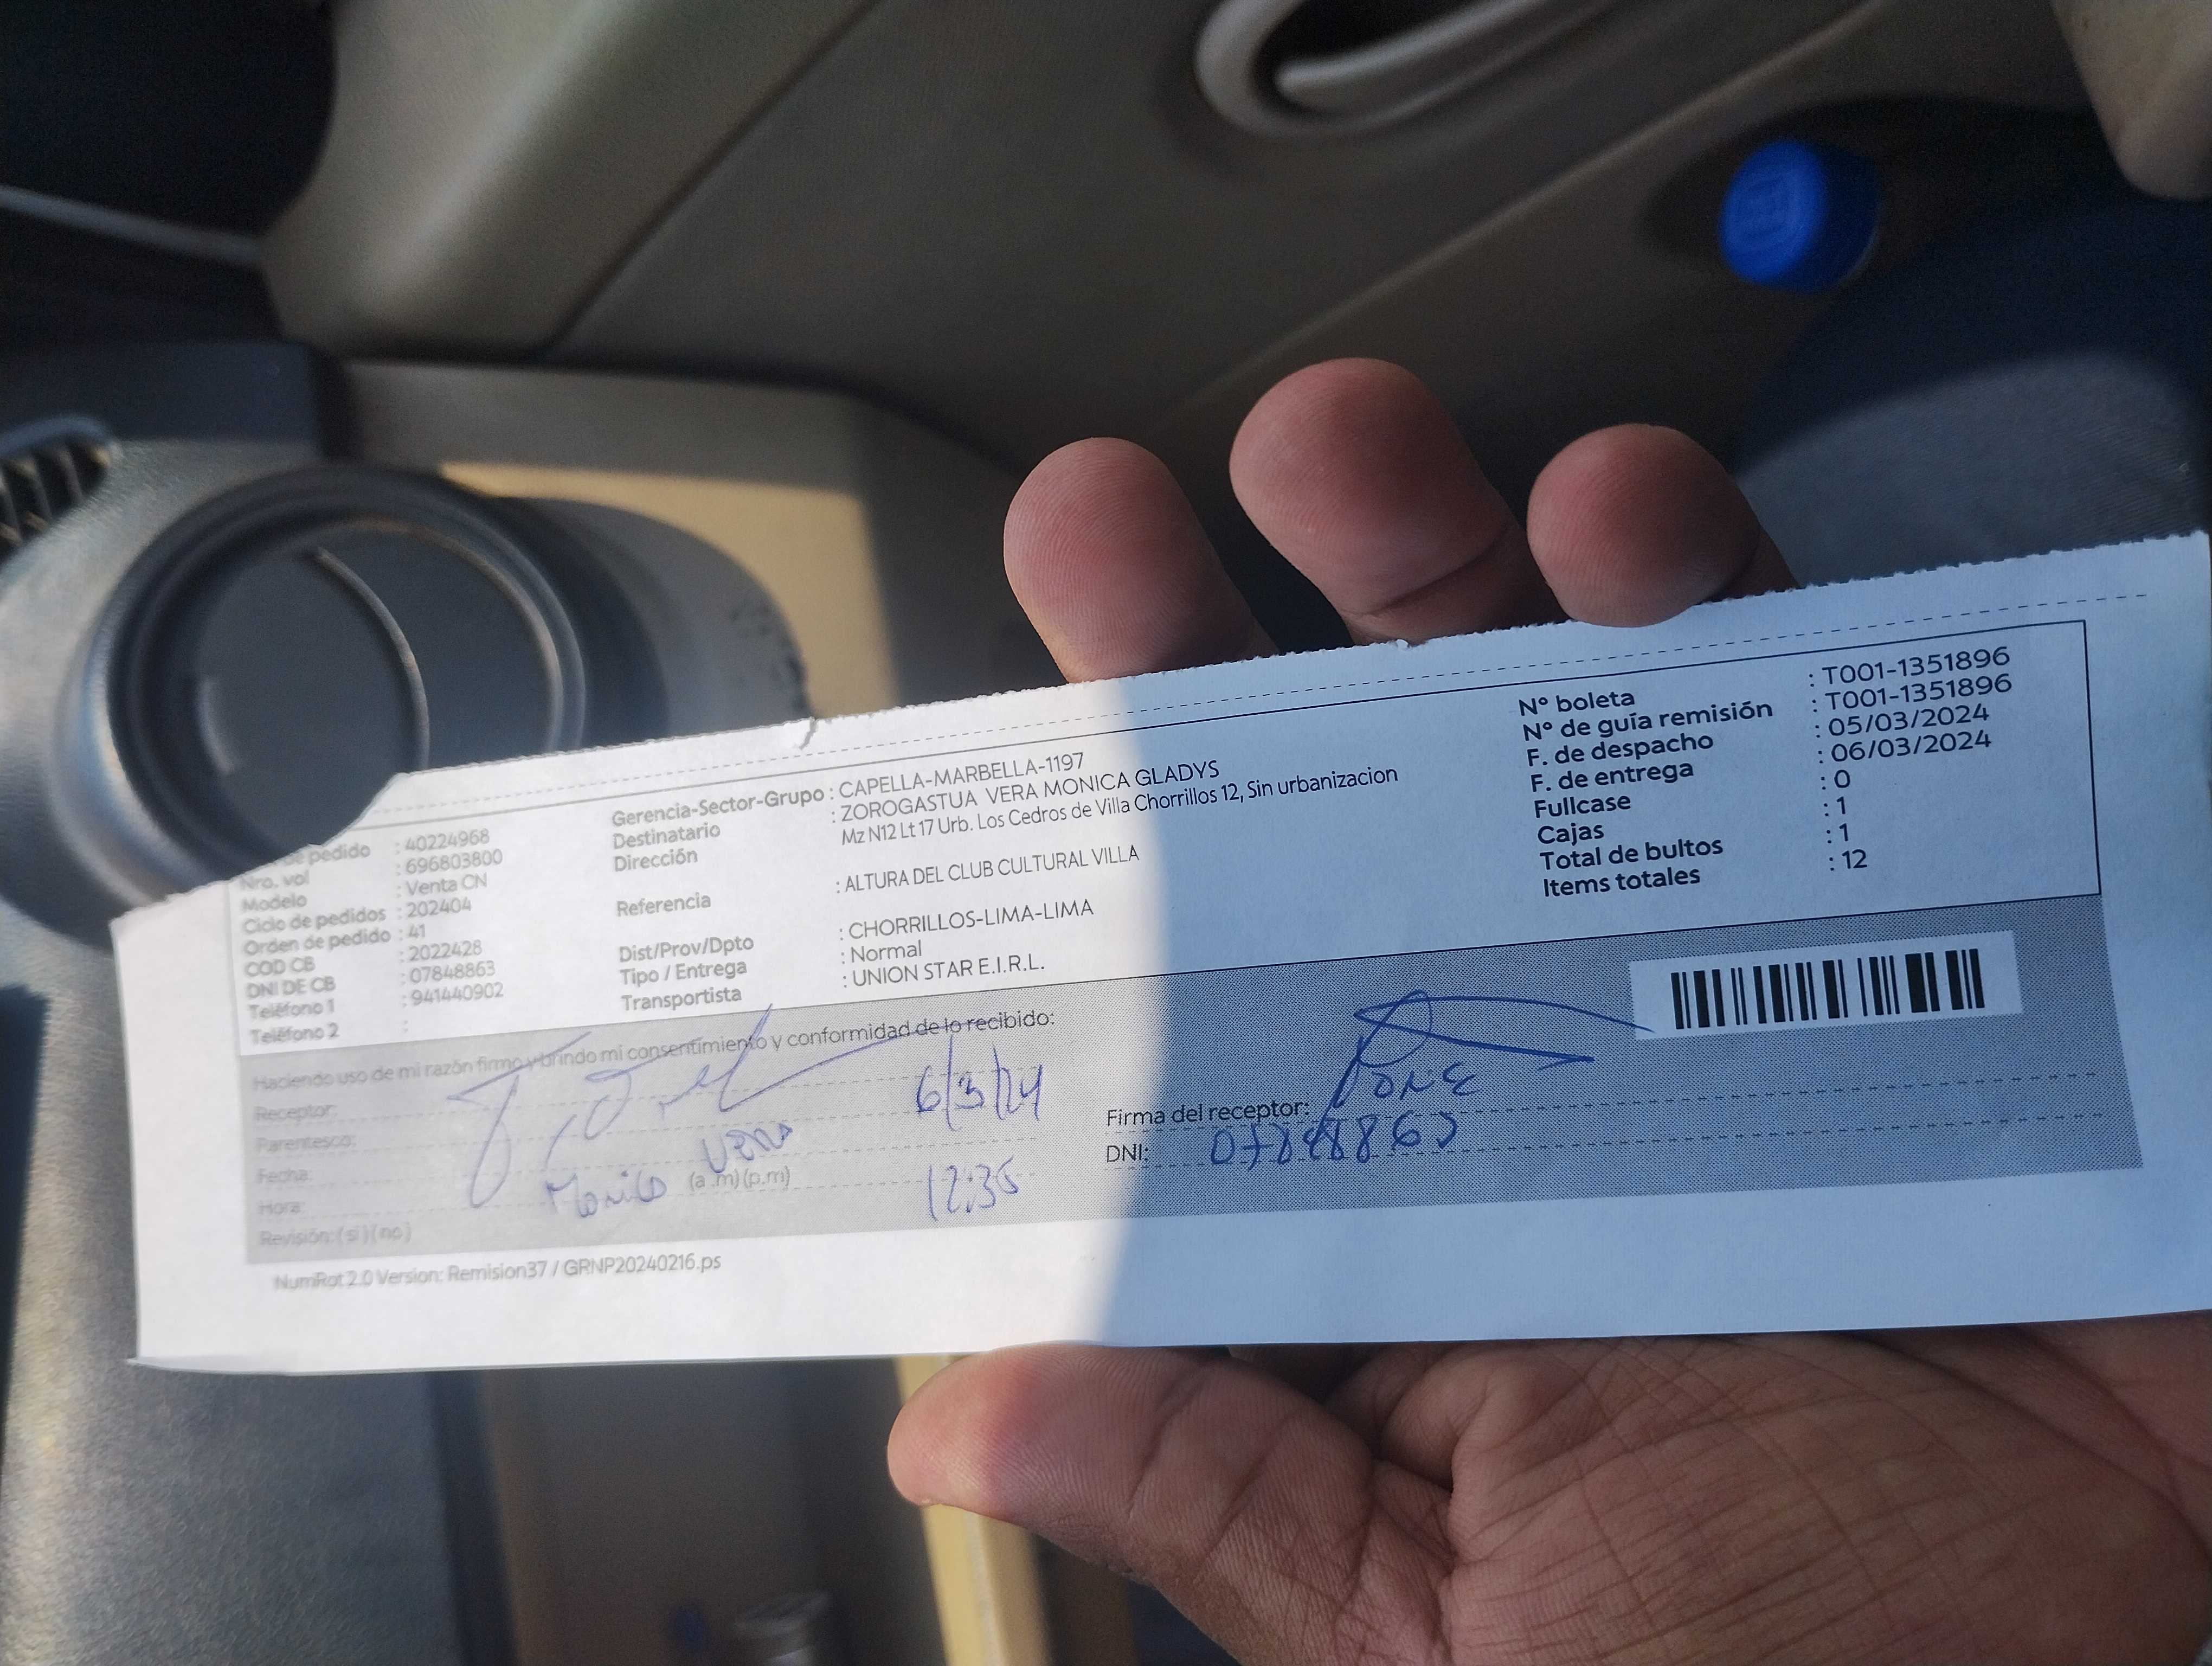 de pedido : 40224968
Nro. vol : 696803800
Modelo : Venta CN
Ciclo de pedidos : 202404
Orden de pedido : 41
COD CB : 2022428
DNI DE CB : 07848863
Teléfono 1 : 941440902
Teléfono 2 :
Gerencia-Sector-Grupo : CAPELLA-MARBELLA-1197
Destinatario : ZOROGASTUA VERA MONICA GLADYS
Dirección Mz N12 Lt 17 Urb. Los Cedros de Villa Chorrillos 12, Sin urbanizacion
Referencia : ALTURA DEL CLUB CULTURAL VILLA
Dist/Prov/Dpto : CHORRILLOS-LIMA-LIMA
Tipo / Entrega : Normal
Transportista : UNION STAR E.I.R.L.
N° boleta : T001-1351896
N° de guía remisión : T001-1351896
F. de despacho : 05/03/2024
F. de entrega : 06/03/2024
Fullcase : 0
Cajas : 1
Total de bultos : 1
Items totales : 12
Haciendo uso de mi razón firmo y brindo mi consentimiento y conformidad de lo recibido:
Receptor:
Parentesco: 6/3/24
Fecha: Vera
Hora: Monica (a.m)(p.m) 12:35
Revisión: (si) (no)
Firma del receptor:
DNI: 07848863
NumRot 2.0 Version: Remision37 / GRNP20240216.ps